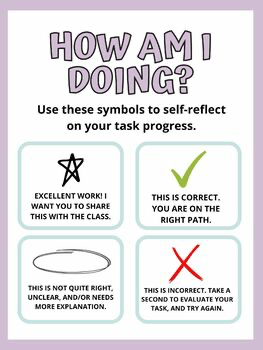 HOW AM I
DOING?
Use these symbols to self-reflect
on your task progress.
EXCELLENT WORK! I
WANT YOU TO SHARE
THIS WITH THE CLASS.
THIS IS CORRECT.
YOU ARE ON THE
RIGHT PATH.
THIS IS NOT QUITE RIGHT,
UNCLEAR, AND/OR NEEDS
MORE EXPLANATION.
THIS IS INCORRECT. TAKE A
SECOND TO EVALUATE YOUR
TASK, AND TRY AGAIN.